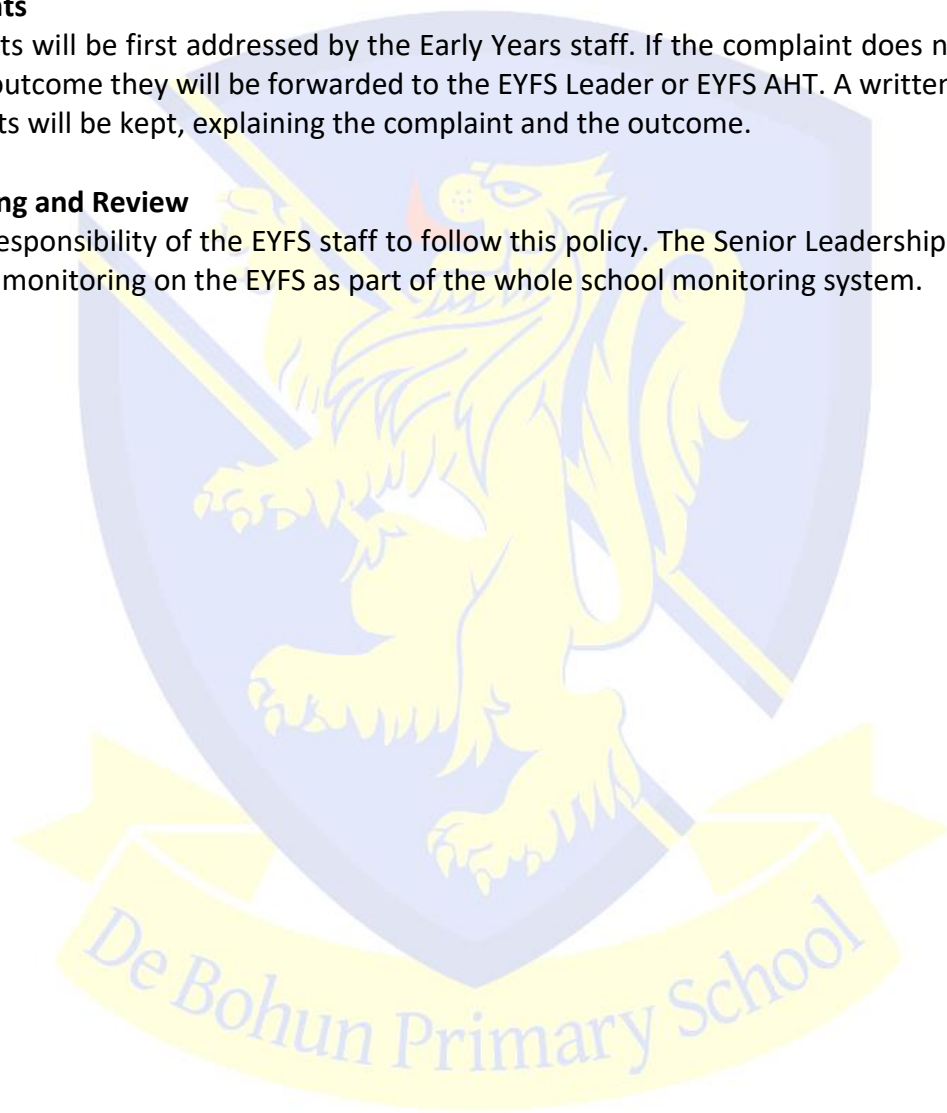 nts
ts will be first addressed by the Early Years staff. If the complaint does n
outcome they will be forwarded to the EYFS Leader or EYFS AHT. A written
ts will be kept, explaining the complaint and the outcome.
ng and Review
esponsibility of the EYFS staff to follow this policy. The Senior Leadership
monitoring on the EYFS as part of the whole school monitoring system.
De Bohun Primary School